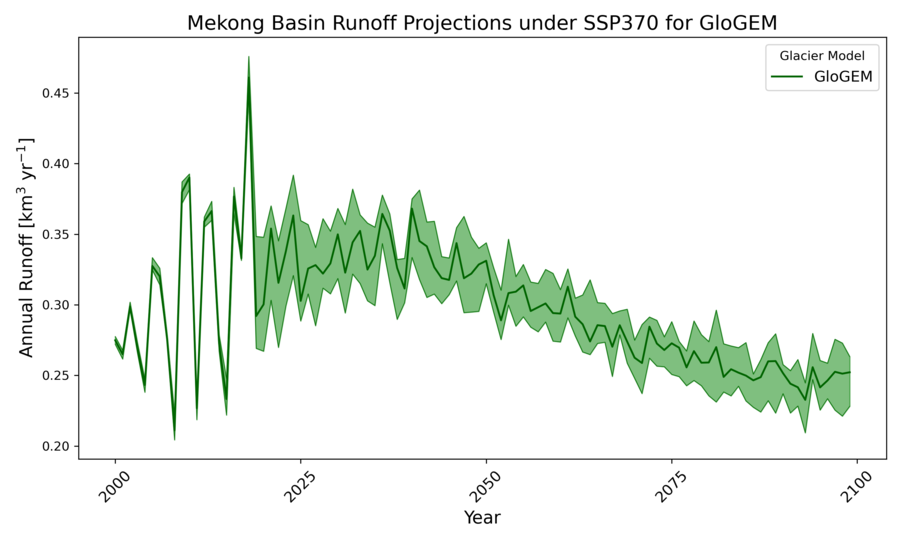 Mekong Basin Runoff Projections under SSP370 for GloGEM
Glacier Model
GloGEM
Annual Runoff [km³ yr⁻¹]
0.45
0.40
0.35
0.30
0.25
0.20
2000
2025
2050
2075
2100
Year